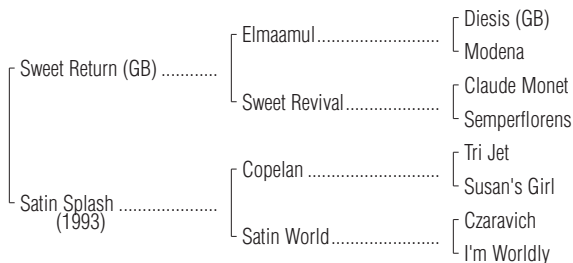 Diesis (GB)
Elmaamul..............................
Modena
Sweet Return (GB) ............
Claude Monet
Sweet Revival.......................
Semperflorens
Tri Jet
Copelan ................................
Susan's Girl
Satin Splash .....................
(1993)
Czaravich
Satin World..........................
I'm Worldly